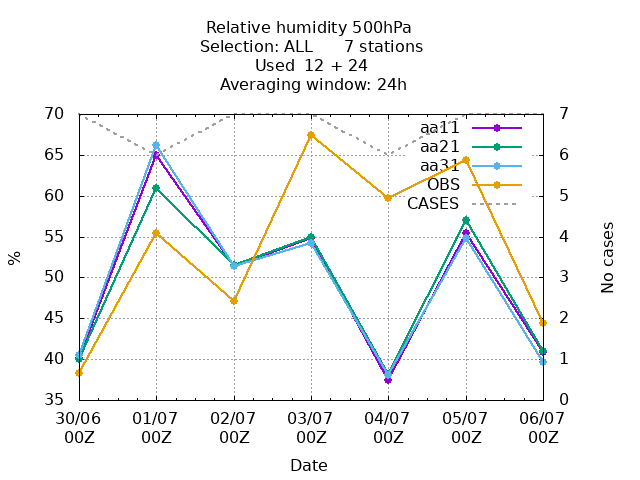 Relative humidity 500hPa
Selection: ALL 7 stations
Used 12 + 24
Averaging window: 24h
70 7
aa11
aa21
65 6
aa31
OBS
60 5
CASES
55 4
% No cases
50 3
45 2
40 1
35 0
30/06 01/07 02/07 03/07 04/07 05/07 06/07
00Z 00Z 00Z 00Z 00Z 00Z 00Z
Date